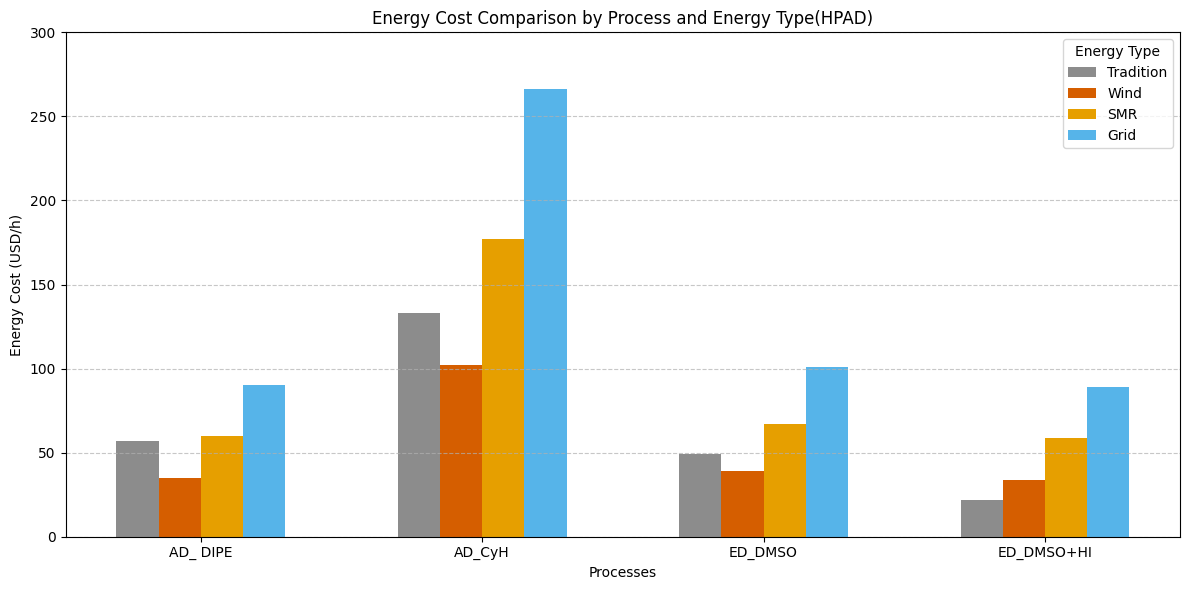 Energy Cost Comparison by Process and Energy Type(HPAD)
Energy Cost (USD/h)
300
250
200
150
100
50
0
Energy Type
Tradition
Wind
SMR
Grid
AD_ DIPE
AD_CyH
ED_DMSO
ED_DMSO+HI
Processes